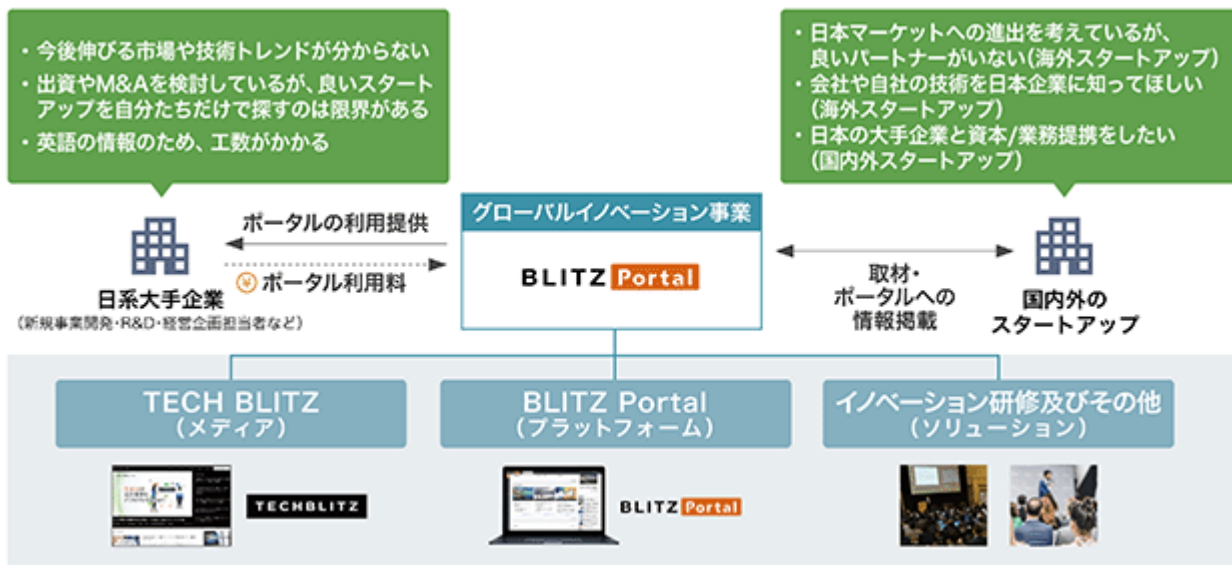 ・今後伸びる市場や技術トレンドが分からない
・出資やM&Aを検討しているが、良いスタート
アップを自分たちだけで探すのは限界がある
・英語の情報のため、工数がかかる
・日本マーケットへの進出を考えているが、
良いパートナーがいない(海外スタートアップ)
・会社や自社の技術を日本企業に知ってほしい
(海外スタートアップ)
・日本の大手企業と資本/業務提携をしたい
(国内外スタートアップ)
日系大手企業
(新規事業開発・R&D・経営企画担当者など)
ポータルの利用提供
¥ポータル利用料
グローバルイノベーション事業
BLITZ Portal
取材・
ポータルへの
情報掲載
国内外の
スタートアップ
TECH BLITZ
(メディア)
BLITZ Portal
(プラットフォーム)
イノベーション研修及びその他
(ソリューション)
TECHBLITZ
BLITZ Portal